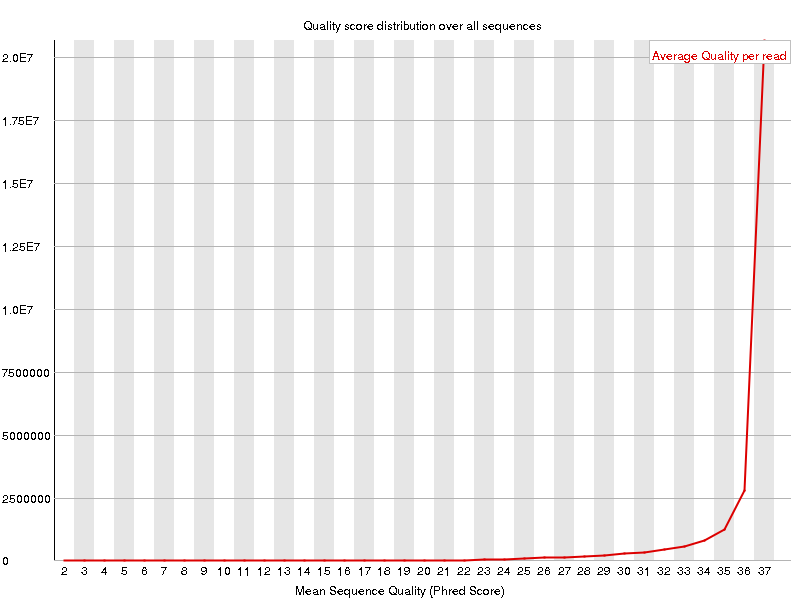 Quality score distribution over all sequences
Average Quality per read
2.0E7
1.75E7
1.5E7
1.25E7
1.0E7
7500000
5000000
2500000
0
2 3 4 5 6 7 8 9 10 11 12 13 14 15 16 17 18 19 20 21 22 23 24 25 26 27 28 29 30 31 32 33 34 35 36 37
Mean Sequence Quality (Phred Score)